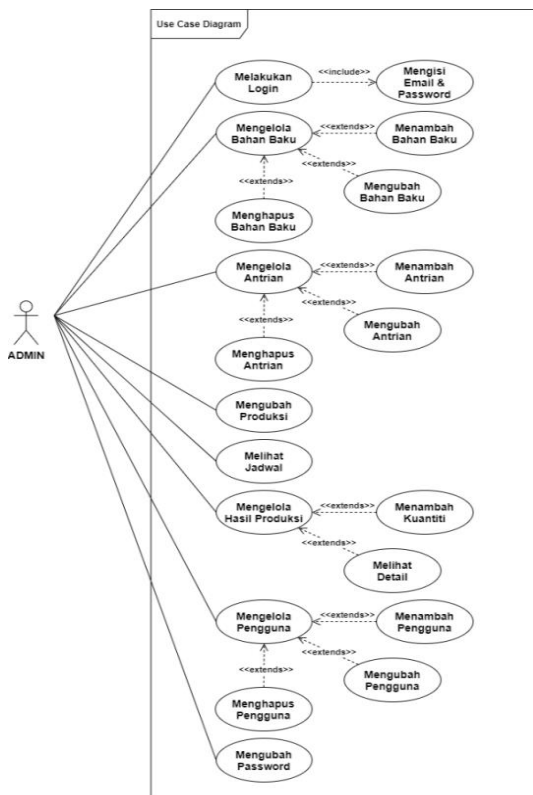 Use Case Diagram
Melakukan
Login
<<include>>
Mengisi
Email &
Password
Mengelola
Bahan Baku
<<extends>>
Menambah
Bahan Baku
<<extends>>
Mengubah
Bahan Baku
<<extends>>
Menghapus
Bahan Baku
Mengelola
Antrian
<<extends>>
Menambah
Antrian
<<extends>>
Mengubah
Antrian
<<extends>>
Menghapus
Antrian
ADMIN
Mengubah
Produksi
Melihat
Jadwal
Mengelola
Hasil Produksi
<<extends>>
Menambah
Kuantiti
<<extends>>
Melihat
Detail
Mengelola
Pengguna
<<extends>>
Menambah
Pengguna
<<extends>>
Mengubah
Pengguna
<<extends>>
Menghapus
Pengguna
Mengubah
Password